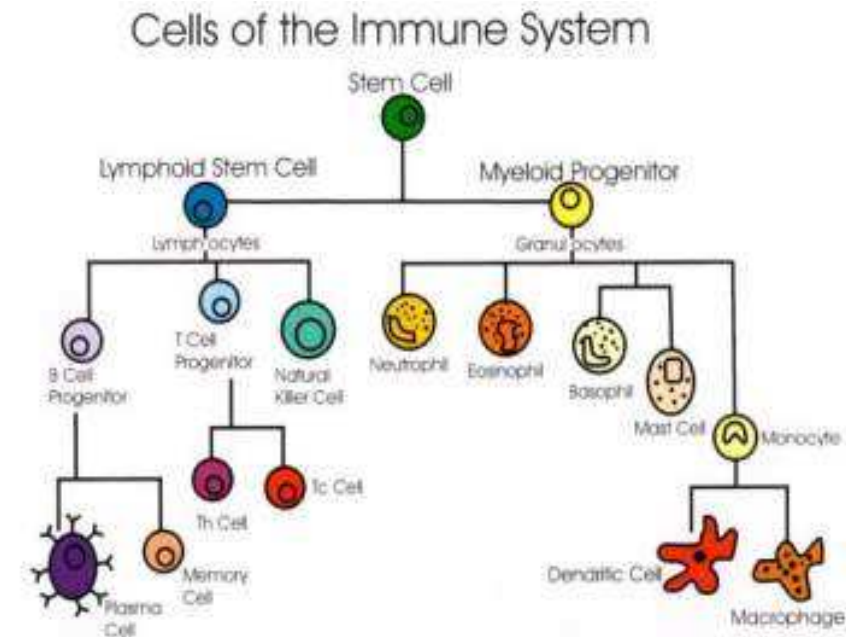 Cells of the Immune System
Stem Cell
Lymphoid Stem Cell
Myeloid Progenitor
Lymphocytes
Granulocytes
B Cell
Progenitor
T Cell
Progenitor
Natural
Killer Cell
Neutrophil
Eosinophil
Basophil
Mast Cell
Monocyte
Th Cell
Tc Cell
Plasma
Cell
Memory
Cell
Dendritic Cell
Macrophage